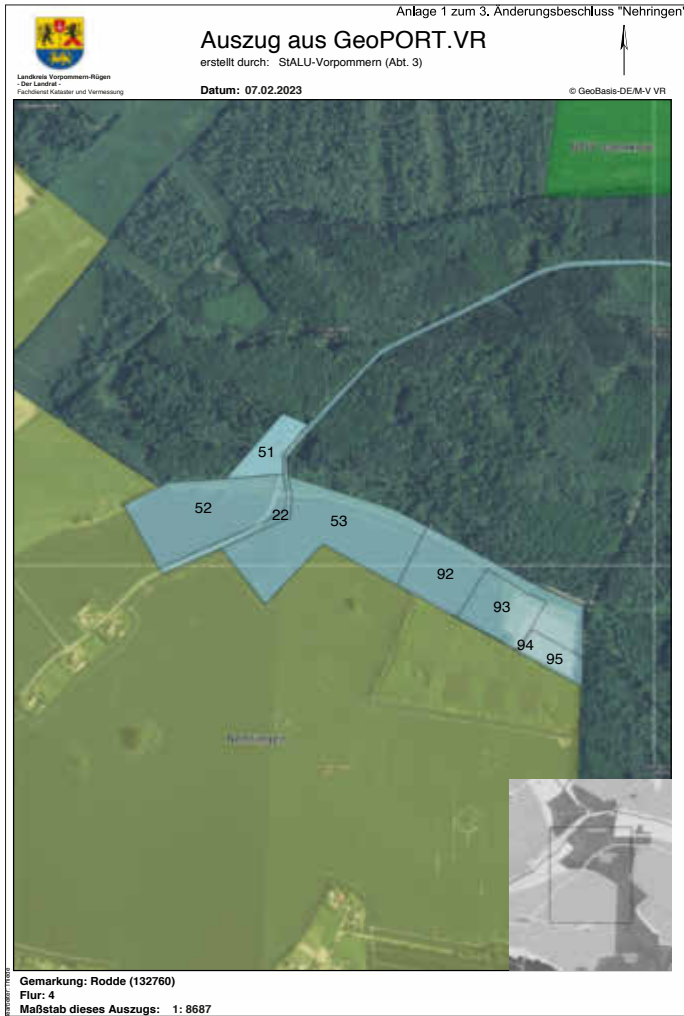 Anlage 1 zum 3. Änderungsbeschluss "Nehringen"
Auszug aus GeoPORT.VR
erstellt durch: StALU-Vorpommern (Abt. 3)
Landkreis Vorpommern-Rügen
- Der Landrat -
Fachdienst Kataster und Vermessung
Datum: 07.02.2023
© GeoBasis-DE/M-V VR
51
52
22
53
92
93
94
95
Nehringen
Gemarkung: Rodde (132760)
Flur: 4
Maßstab dieses Auszugs: 1: 8687